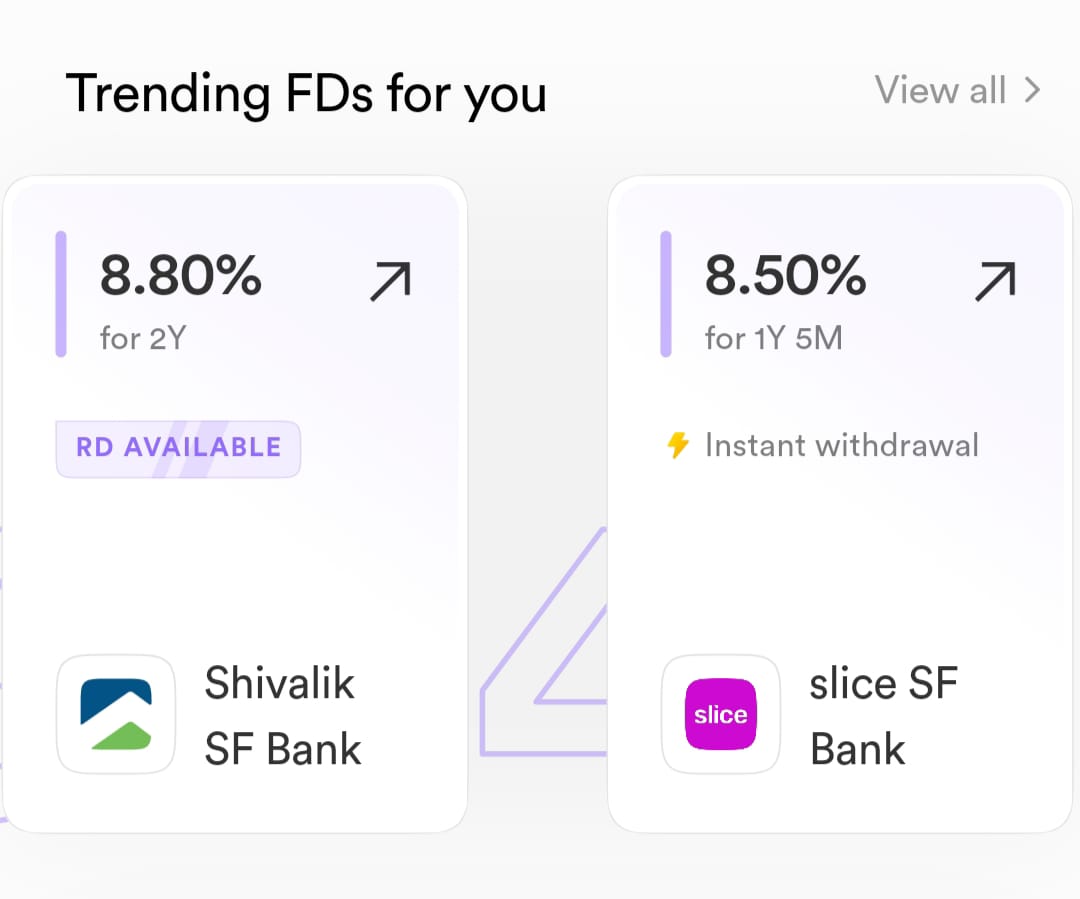 Trending FDs for you
View all
8.80%
for 2Y
RD AVAILABLE
Shivalik
SF Bank
4
8.50%
for 1Y 5M
Instant withdrawal
slice
slice SF
Bank